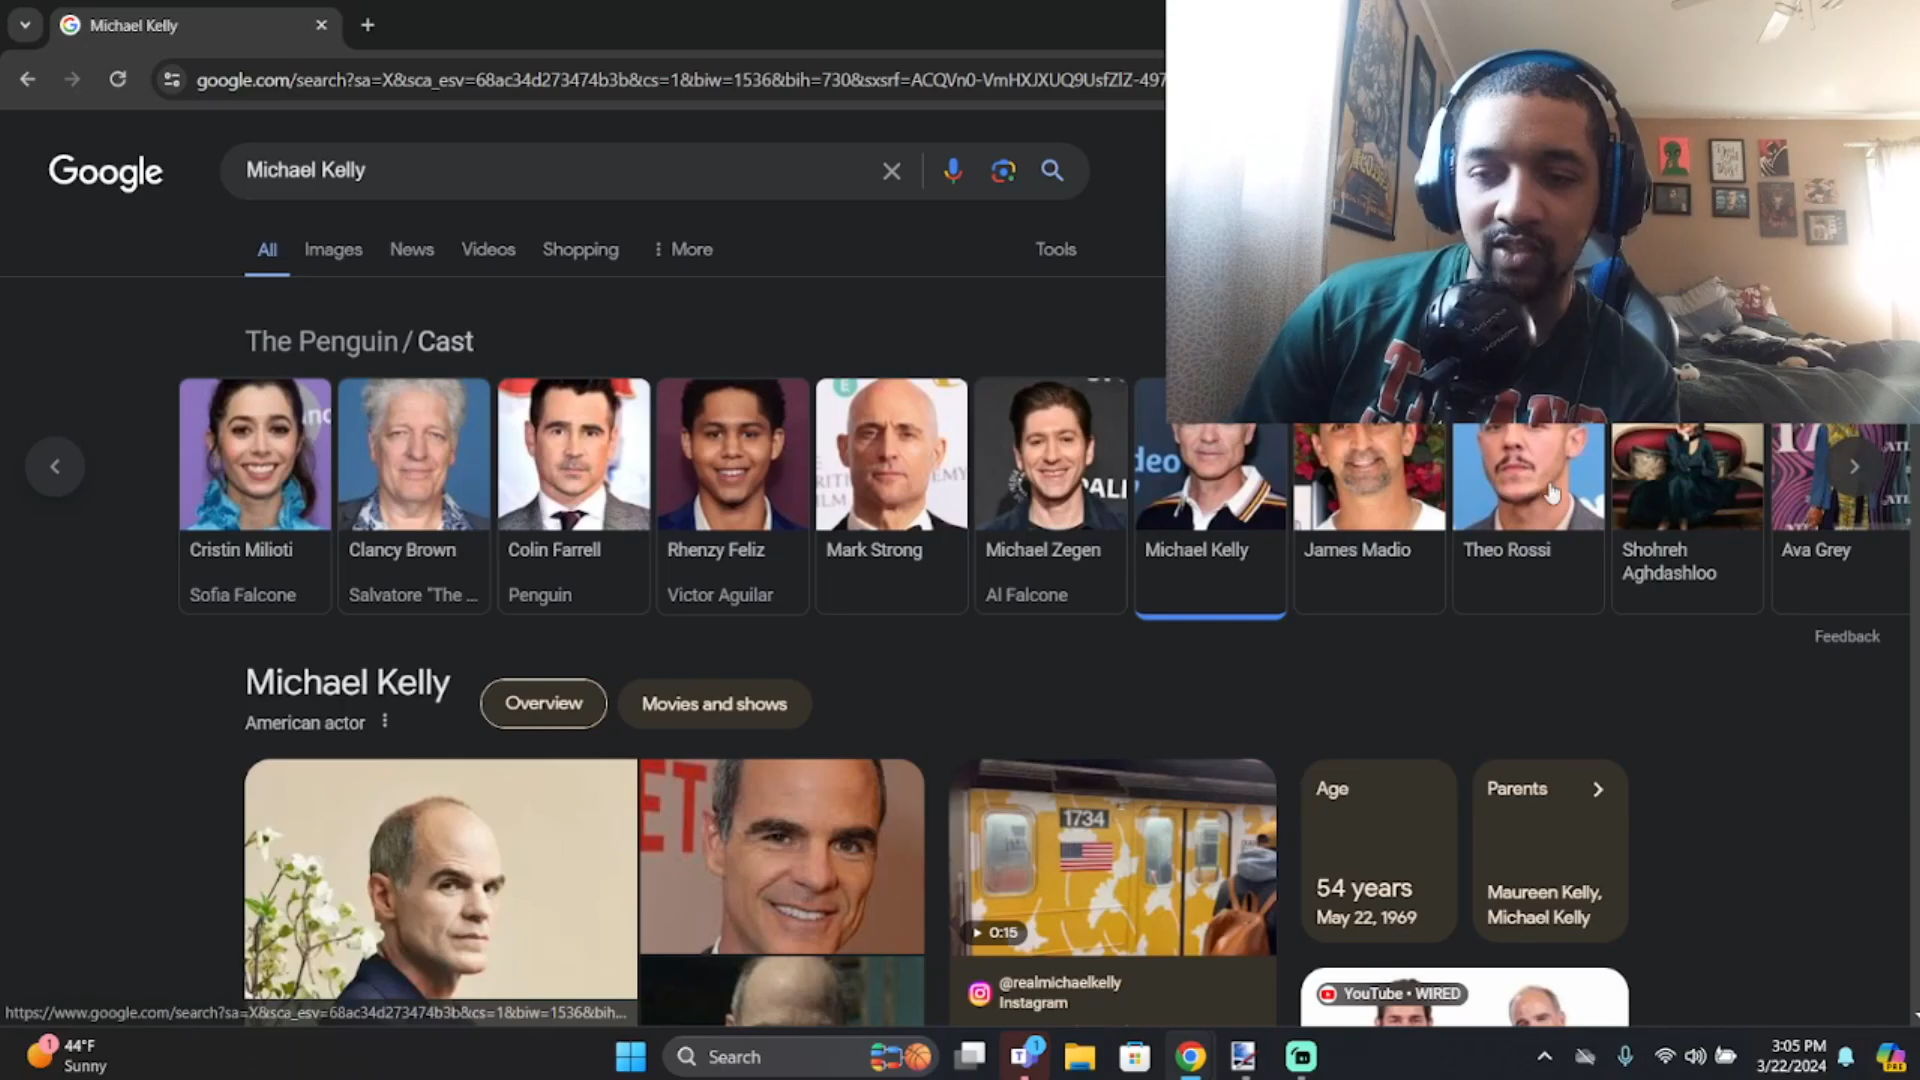 Michael Kelly
google.com/search?sa=X&sca_esv=68ac34d273474b3b&cs=1&biw=1536&bih=730&sxsrf=ACQVn0-VmHXJXUQ9UsfZlZ-497
Google
Michael Kelly
All Images News Videos Shopping More Tools
The Penguin / Cast
Cristin Milioti
Sofia Falcone
Clancy Brown
Salvatore "The ...
Colin Farrell
Penguin
Rhenzy Feliz
Victor Aguilar
Mark Strong
Michael Zegen
Al Falcone
Michael Kelly
James Madio
Theo Rossi
Shohreh
Aghdashloo
Ava Grey
Feedback
Michael Kelly
American actor
Overview
Movies and shows
ET
1734
0:15
@realmichaelkelly
Instagram
Age
54 years
May 22, 1969
Parents
Maureen Kelly,
Michael Kelly
YouTube • WIRED
https://www.google.com/search?sa=X&sca_esv=68ac34d273474b3b&cs=1&biw=1536&bih...
1
44°F
Sunny
Search
1
3:05 PM
3/22/2024
PRE